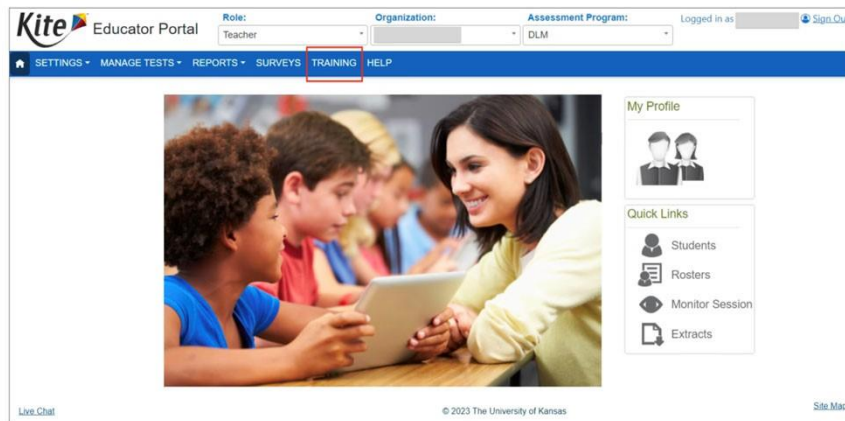 Kite Educator Portal
Role: Organization: Assessment Program: Logged in as Sign Ou
Teacher DLM
SETTINGS MANAGE TESTS REPORTS SURVEYS TRAINING HELP
My Profile
Quick Links
Students
Rosters
Monitor Session
Extracts
Live Chat © 2023 The University of Kansas Site Map